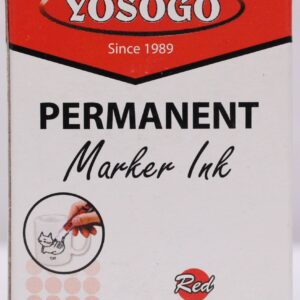 YOSOGO
Since 1989
PERMANENT
Marker Ink
Red